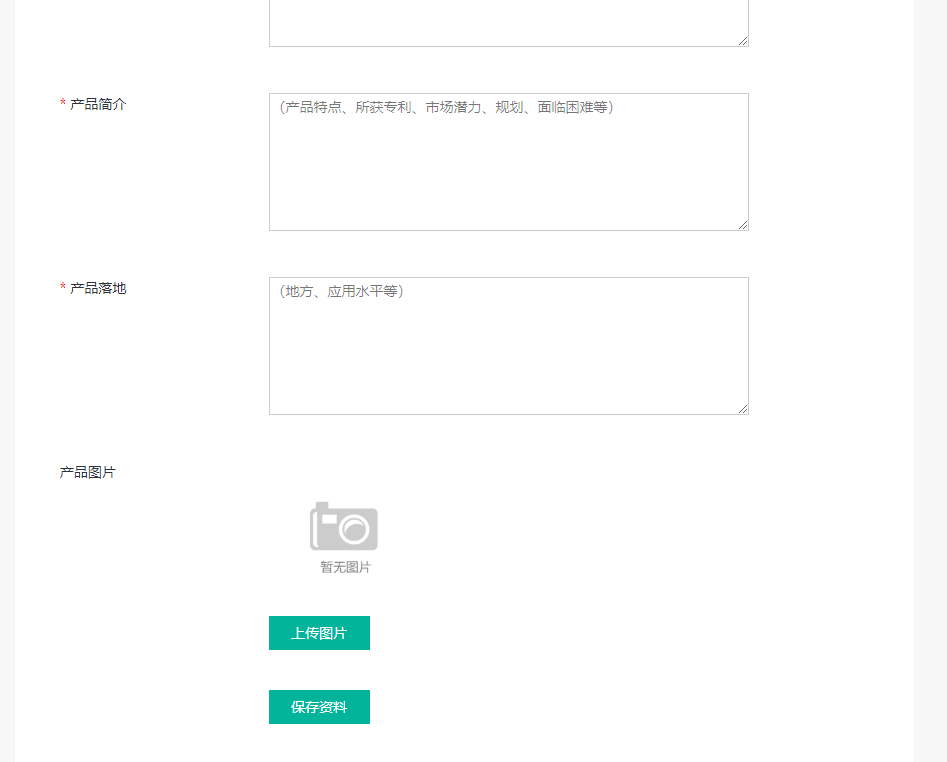 * 产品简介
（产品特点、所获专利、市场潜力、规划、面临困难等）
* 产品落地
（地方、应用水平等）
产品图片
暂无图片
上传图片
保存资料